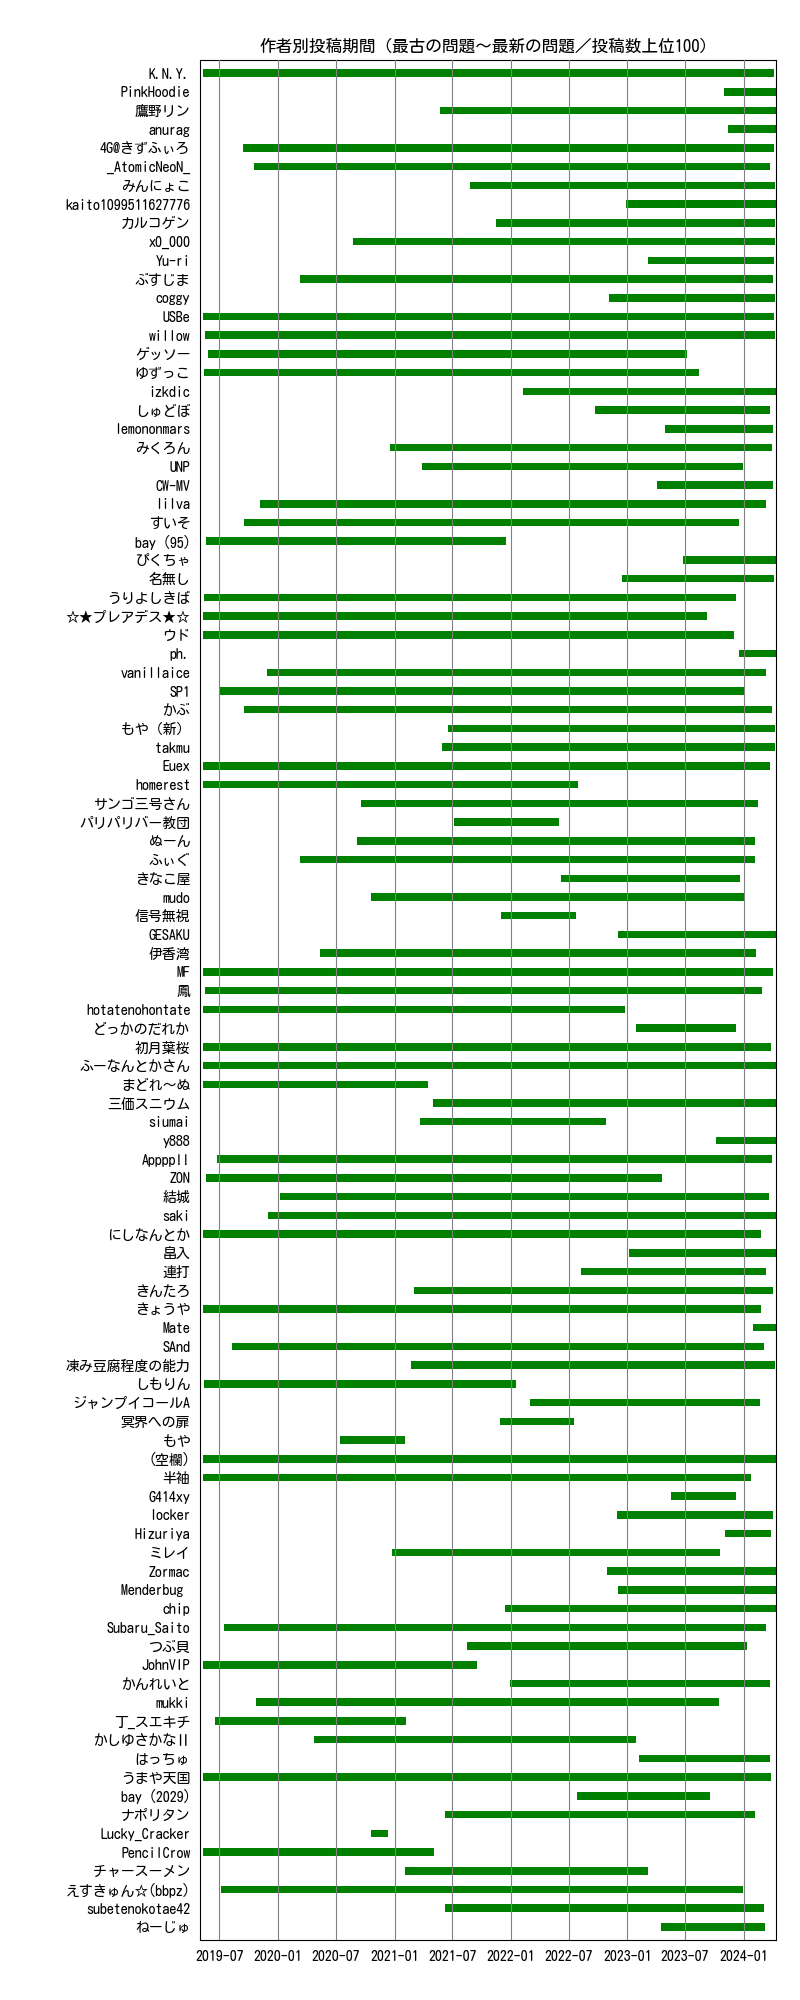 作者別投稿期間（最古の問題～最新の問題／投稿数上位100）
K.N.Y.
PinkHoodie
鷹野リン
anurag
4G@きずふぃろ
_AtomicNeoN_
みんにょこ
kaito1099511627776
カルコゲン
x0_000
Yu-ri
ぶすじま
coggy
USBe
willow
ゲッソー
ゆずっこ
izkdic
しゅどぼ
lemononmars
みくろん
UNP
CW-MV
lilva
すいそ
bay (95)
ぴくちゃ
名無し
うりよしきば
☆★プレアデス★☆
ウド
ph.
vanillaice
SP1
かぶ
もや（新）
takmu
Euex
homerest
サンゴ三号さん
パリパリバー教団
ぬーん
ふぃぐ
きなこ屋
mudo
信号無視
GESAKU
伊香湾
MF
鳳
hotatenohontate
どっかのだれか
初月葉桜
ふーなんとかさん
まどれ～ぬ
三価スニウム
siumai
y888
Appppll
ZON
結城
saki
にしなんとか
畠入
連打
きんたろ
きょうや
Mate
SAnd
凍み豆腐程度の能力
しもりん
ジャンプイコールA
冥界への扉
もや
(空欄)
半袖
G414xy
locker
Hizuriya
ミレイ
Zormac
Menderbug
chip
Subaru_Saito
つぶ貝
JohnVIP
かんれいと
mukki
丁_スエキチ
かしゆさかなII
はっちゅ
うまや天国
bay (2029)
ナポリタン
Lucky_Cracker
PencilCrow
チャースーメン
えすきゅん☆(bbpz)
subetenokotae42
ねーじゅ
2019-07 2020-01 2020-07 2021-01 2021-07 2022-01 2022-07 2023-01 2023-07 2024-01